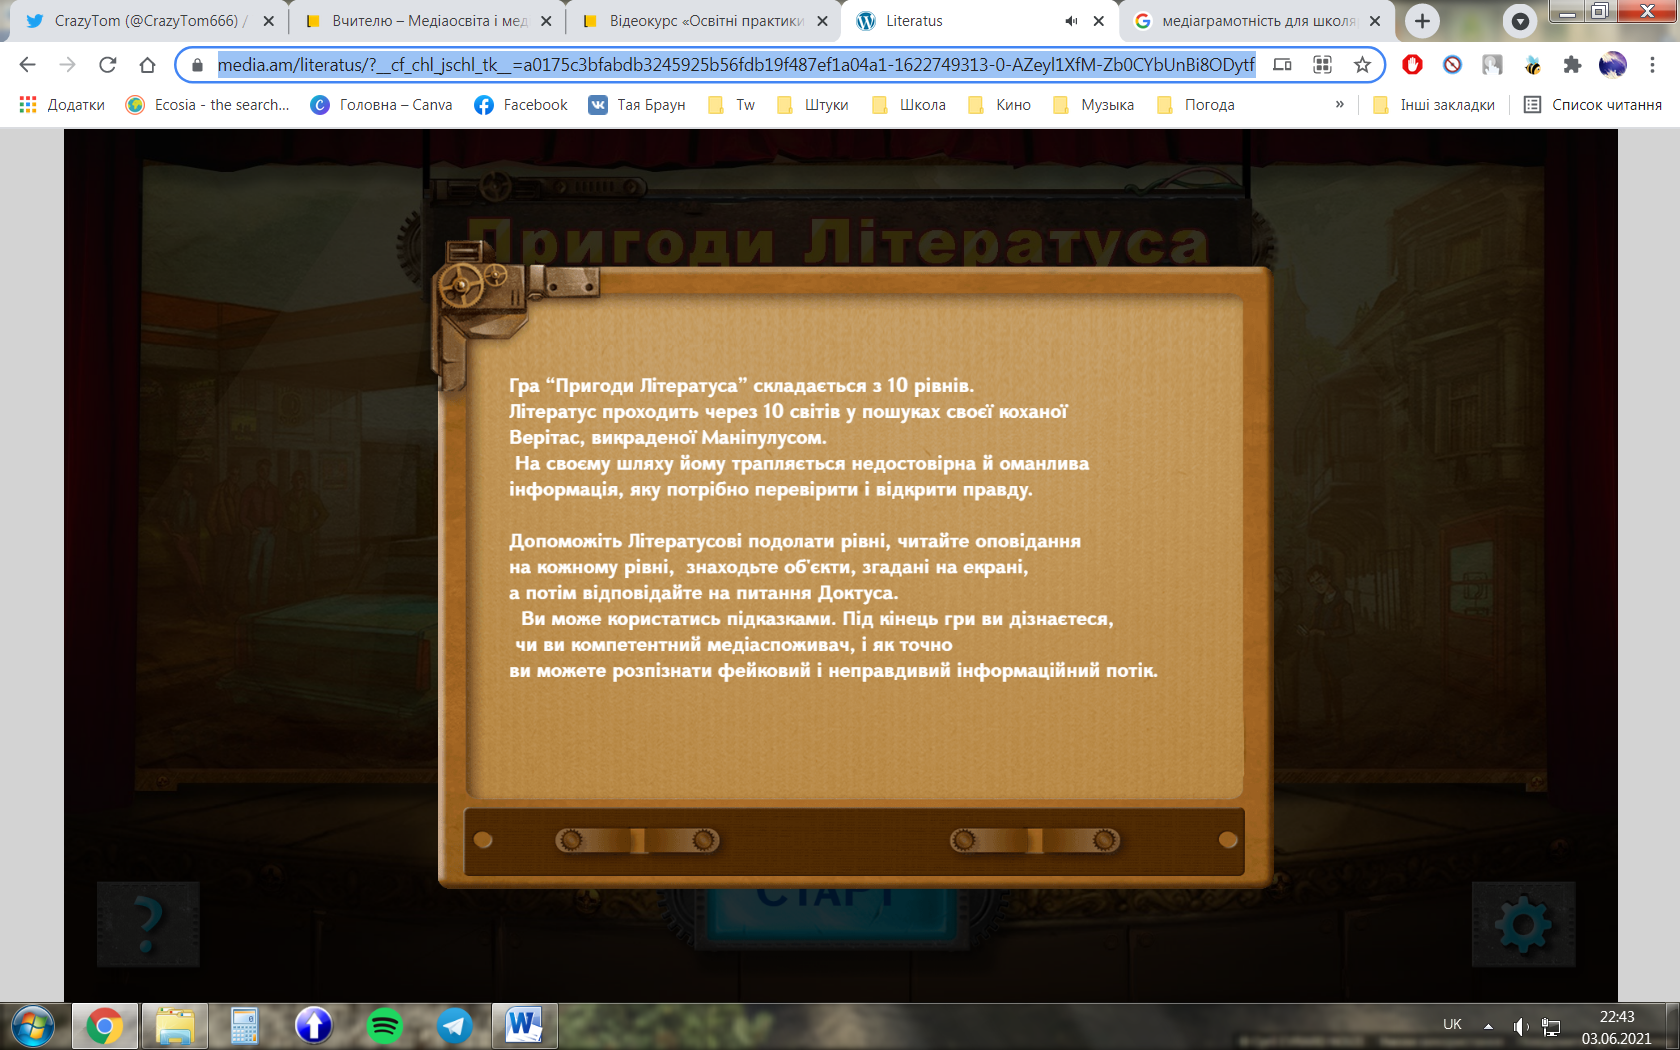 CrazyTom (@CrazyTom666) /
Вчителю – Медіаосвіта і мед
Відеокурс «Освітні практики
Literatus
медіаграмотність для школя
media.am/literatus/?__cf_chl_jschl_tk__=a0175c3bfabdb3245925b56fdb19f487ef1a04a1-1622749313-0-AZeyl1XfM-Zb0CYbUnBi8ODytf
Додатки
Ecosia - the search...
Головна – Canva
Facebook
Тая Браун
Tw
Штуки
Школа
Кино
Музыка
Погода
»
Інші закладки
Список читання
Пригоди Літературса
Гра “Пригоди Літературса” складається з 10 рівнів.
Літератус проходить через 10 світів у пошуках своєї коханої
Верітас, викраденої Маніпулусом.
На своєму шляху йому трапляється недостовірна й оманлива
інформація, яку потрібно перевірити і відкрити правду.
Допоможіть Літератусові подолати рівні, читайте оповідання
на кожному рівні, знаходьте об'єкти, згадані на екрані,
а потім відповідайте на питання Доктуса.
Ви може користатись підказками. Під кінець гри ви дізнаєтеся,
чи ви компетентний медіаспоживач, і як точно
ви можете розпізнати фейковий і неправдивий інформаційний потік.
СТАРТ
?
UK
22:43
03.06.2021